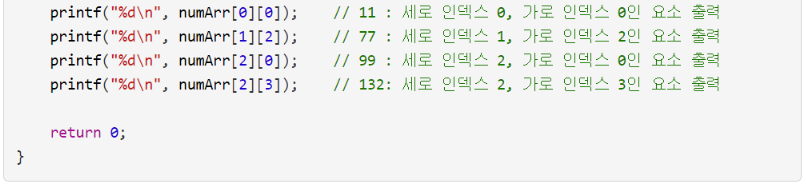 printf("%d\n", numArr[0][0]);    // 11 : 세로 인덱스 0, 가로 인덱스 0인 요소 출력
printf("%d\n", numArr[1][2]);    // 77 : 세로 인덱스 1, 가로 인덱스 2인 요소 출력
printf("%d\n", numArr[2][0]);    // 99 : 세로 인덱스 2, 가로 인덱스 0인 요소 출력
printf("%d\n", numArr[2][3]);    // 132: 세로 인덱스 2, 가로 인덱스 3인 요소 출력
return 0;
}